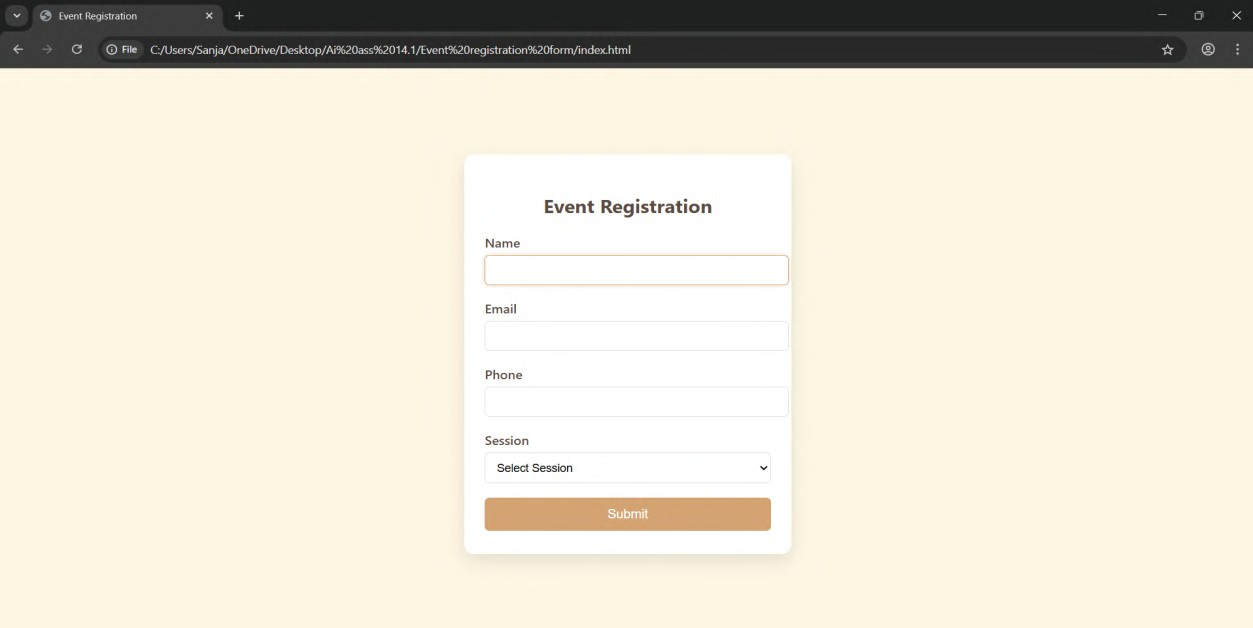 Event Registration
File C:/Users/Sanja/OneDrive/Desktop/Ai%20ass%2014.1/Event%20registration%20form/index.html
Event Registration
Name
Email
Phone
Session
Select Session
Submit